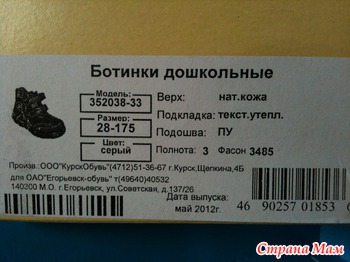 Ботинки дошкольные
Модель:
352038-33
Размер:
28-175
Цвет:
серый
Верх: нат.кожа
Подкладка: текст.утепл.
Подошва: ПУ
Полнота: 3 Фасон 3485
Произв.:ООО"КурскОбувь"(4712)51-36-67 г.Курск,Щепкина,4Б
для ОАО"Егорьевск-обувь" т(49640)40532
140200 М.О. г.Егорьевск, ул.Советская, д.137/26
Дата выпуска:
май 2012г.
46 90257 01853
Страна Мам